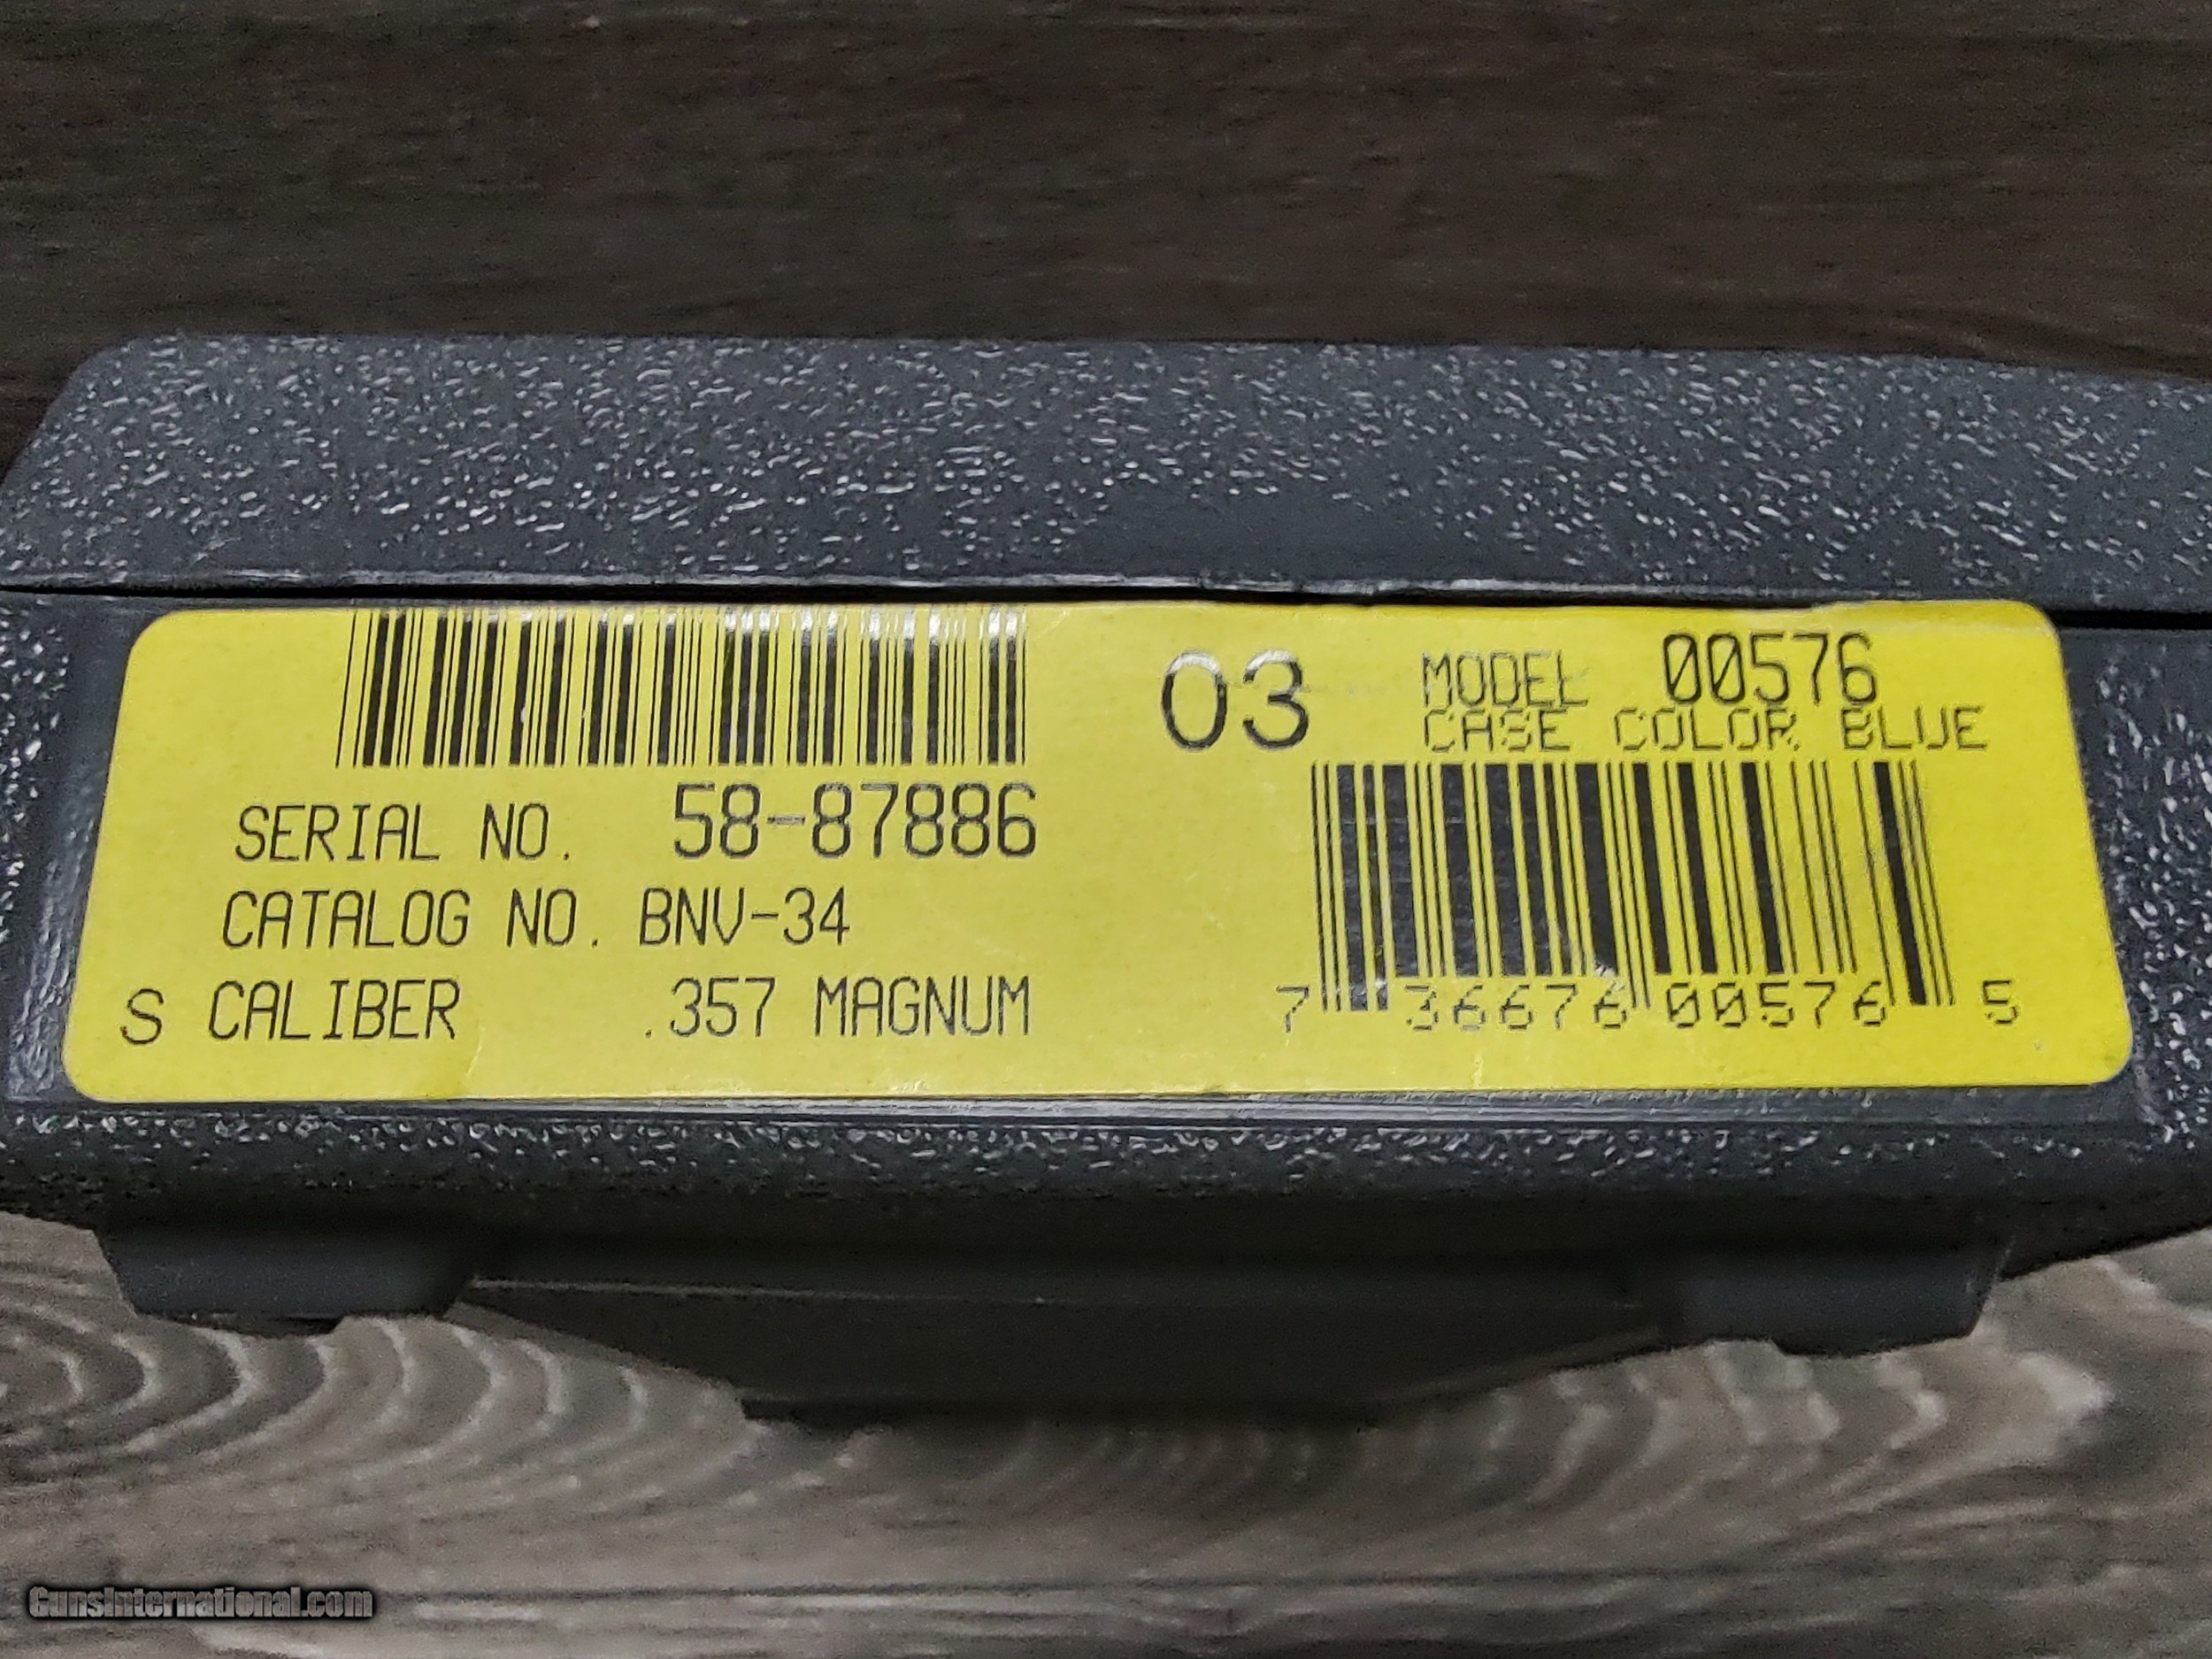 SERIAL NO. 58-87886
CATALOG NO. BNV-34
S CALIBER .357 MAGNUM
03
MODEL 00576
CASE COLOR BLUE
7 36676 00576 5
GunsInternational.com